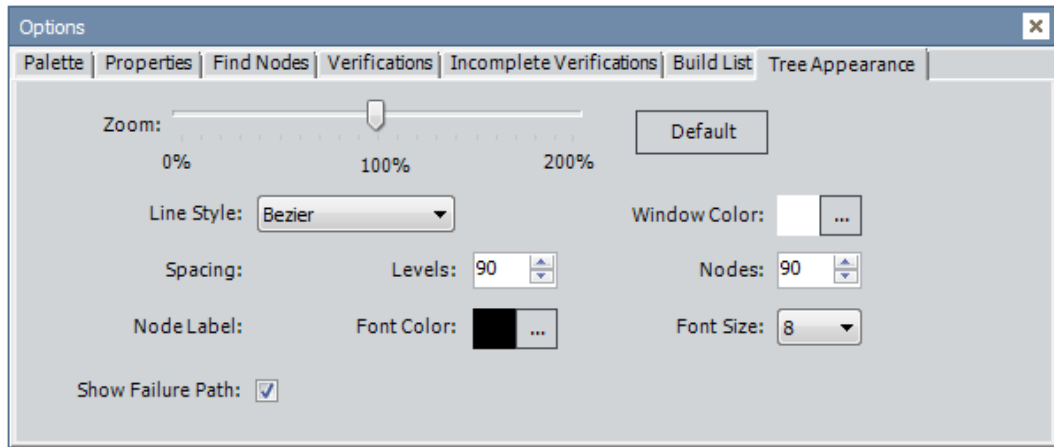 Options
Palette Properties Find Nodes Verifications Incomplete Verifications Build List Tree Appearance
Zoom: Default
0% 100% 200%
Line Style: Bezier Window Color: ...
Spacing: Levels: 90 Nodes: 90
Node Label: Font Color: ... Font Size: 8
Show Failure Path: